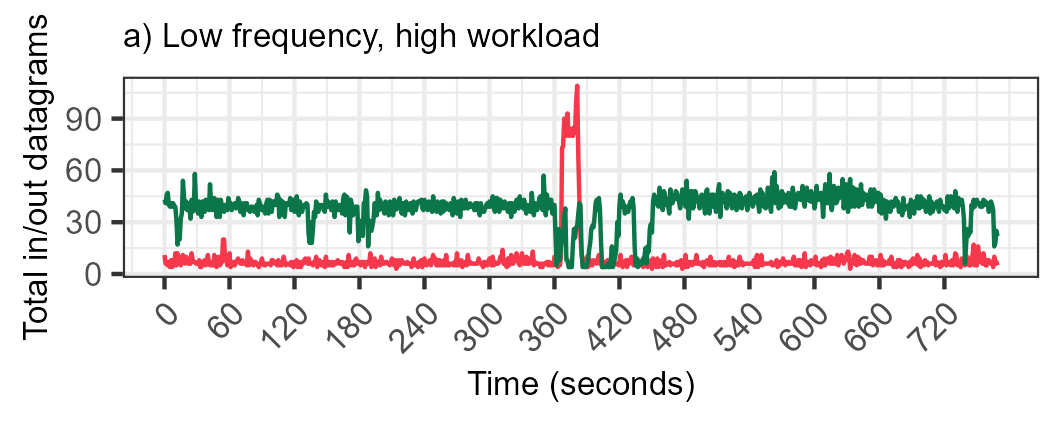 a) Low frequency, high workload
Total in/out datagrams
90
60
30
0
0 60 120 180 240 300 360 420 480 540 600 660 720
Time (seconds)